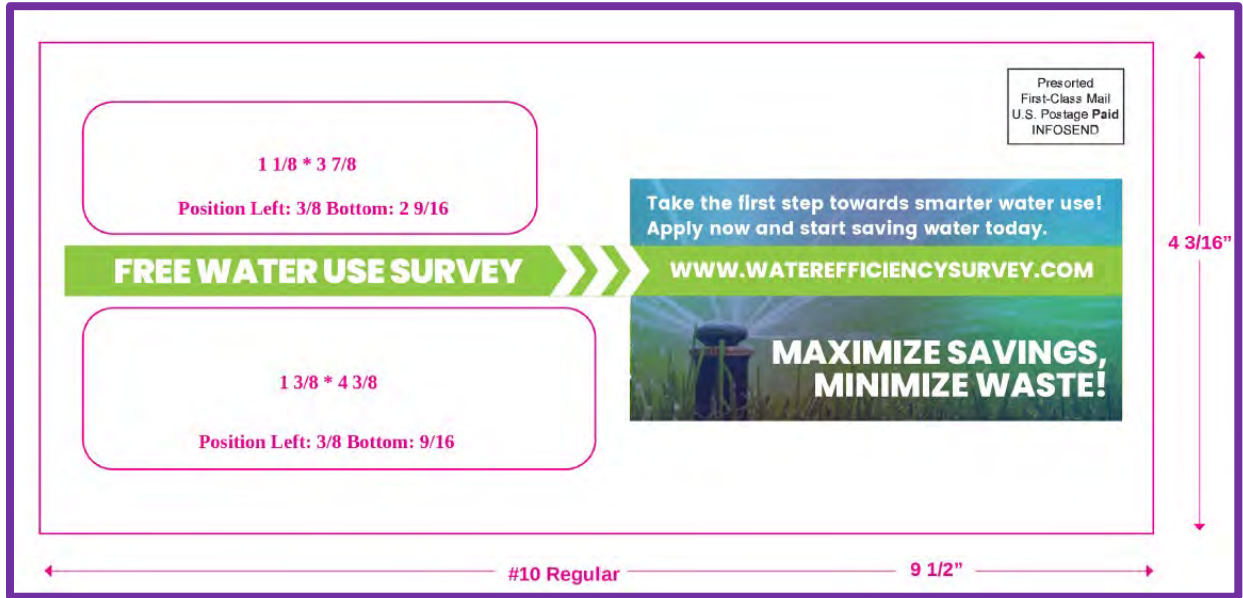 Presorted
First-Class Mail
U.S. Postage Paid
INFOSEND
1 1/8 * 3 7/8
Position Left: 3/8 Bottom: 2 9/16
Take the first step towards smarter water use!
Apply now and start saving water today.
4 3/16”
FREE WATER USE SURVEY
WWW.WATEREFFICIENCYSURVEY.COM
MAXIMIZE SAVINGS,
MINIMIZE WASTE!
1 3/8 * 4 3/8
Position Left: 3/8 Bottom: 9/16
#10 Regular
9 1/2”